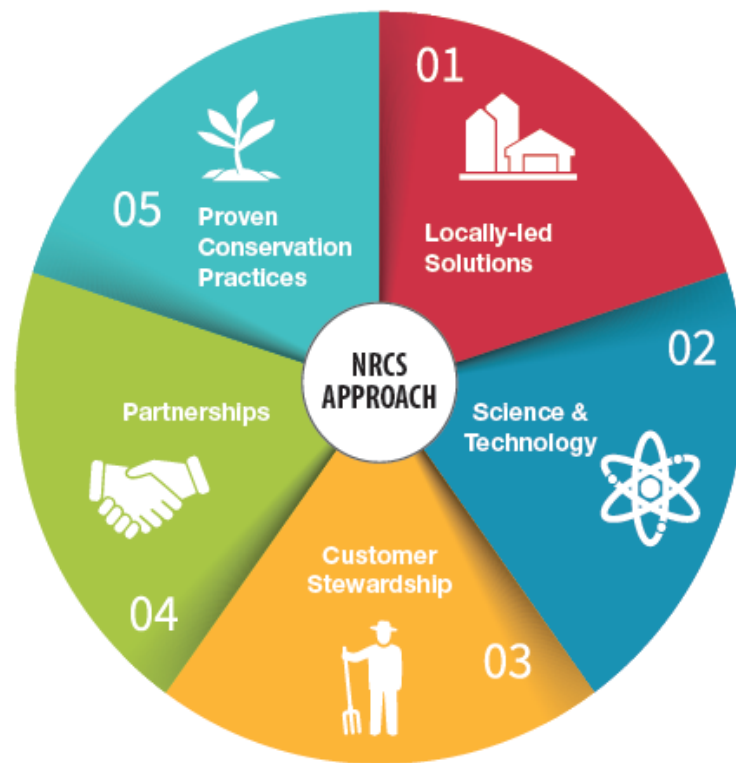 01
Locally-led
Solutions
02
Science &
Technology
03
Customer
Stewardship
04
Partnerships
05
Proven
Conservation
Practices
NRCS
APPROACH